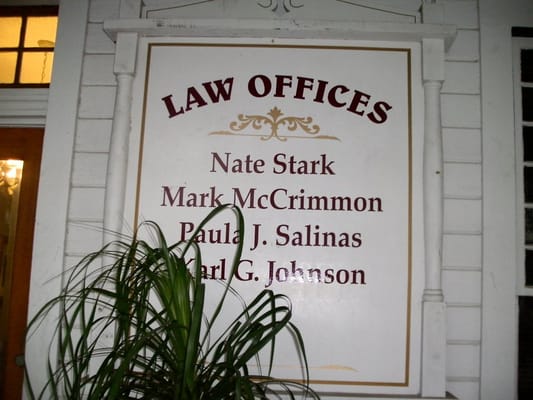 LAW OFFICES
Nate Stark
Mark McCrimmon
Paula J. Salinas
Karl G. Johnson